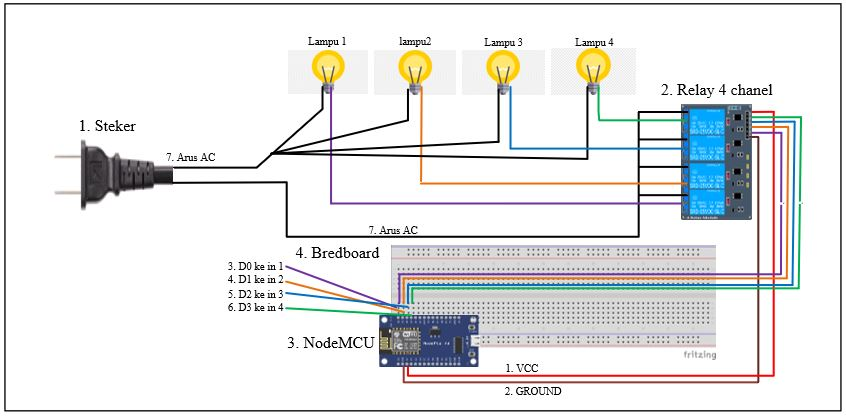 Lampu 1
lampu2
Lampu 3
Lampu 4
2. Relay 4 chanel
1. Steker
7. Arus AC
7. Arus AC
4. Bredboard
3. D0 ke in 1
4. D1 ke in 2
5. D2 ke in 3
6. D3 ke in 4
3. NodeMCU
fritzing
1. VCC
2. GROUND